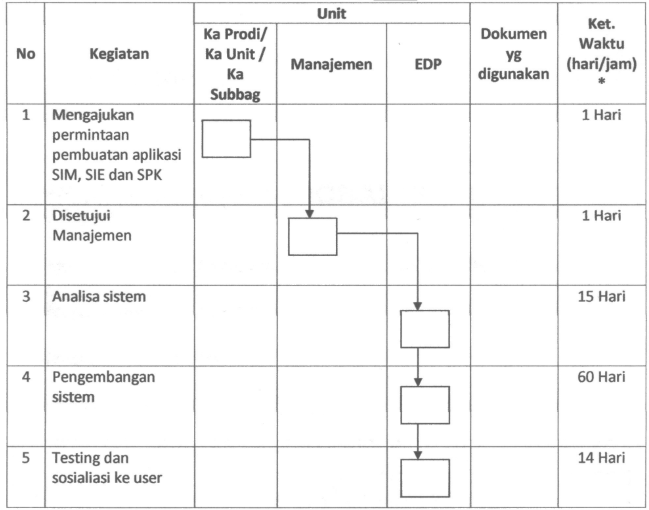 No
Kegiatan
Unit
Ka Prodi/
Ka Unit /
Ka
Subbag
Manajemen
EDP
Dokumen
yg
digunakan
Ket.
Waktu
(hari/jam)
*
1
Mengajukan
permintaan
pembuatan aplikasi
SIM, SIE dan SPK
1 Hari
2
Disetujui
Manajemen
1 Hari
3
Analisa sistem
15 Hari
4
Pengembangan
sistem
60 Hari
5
Testing dan
sosialiasi ke user
14 Hari